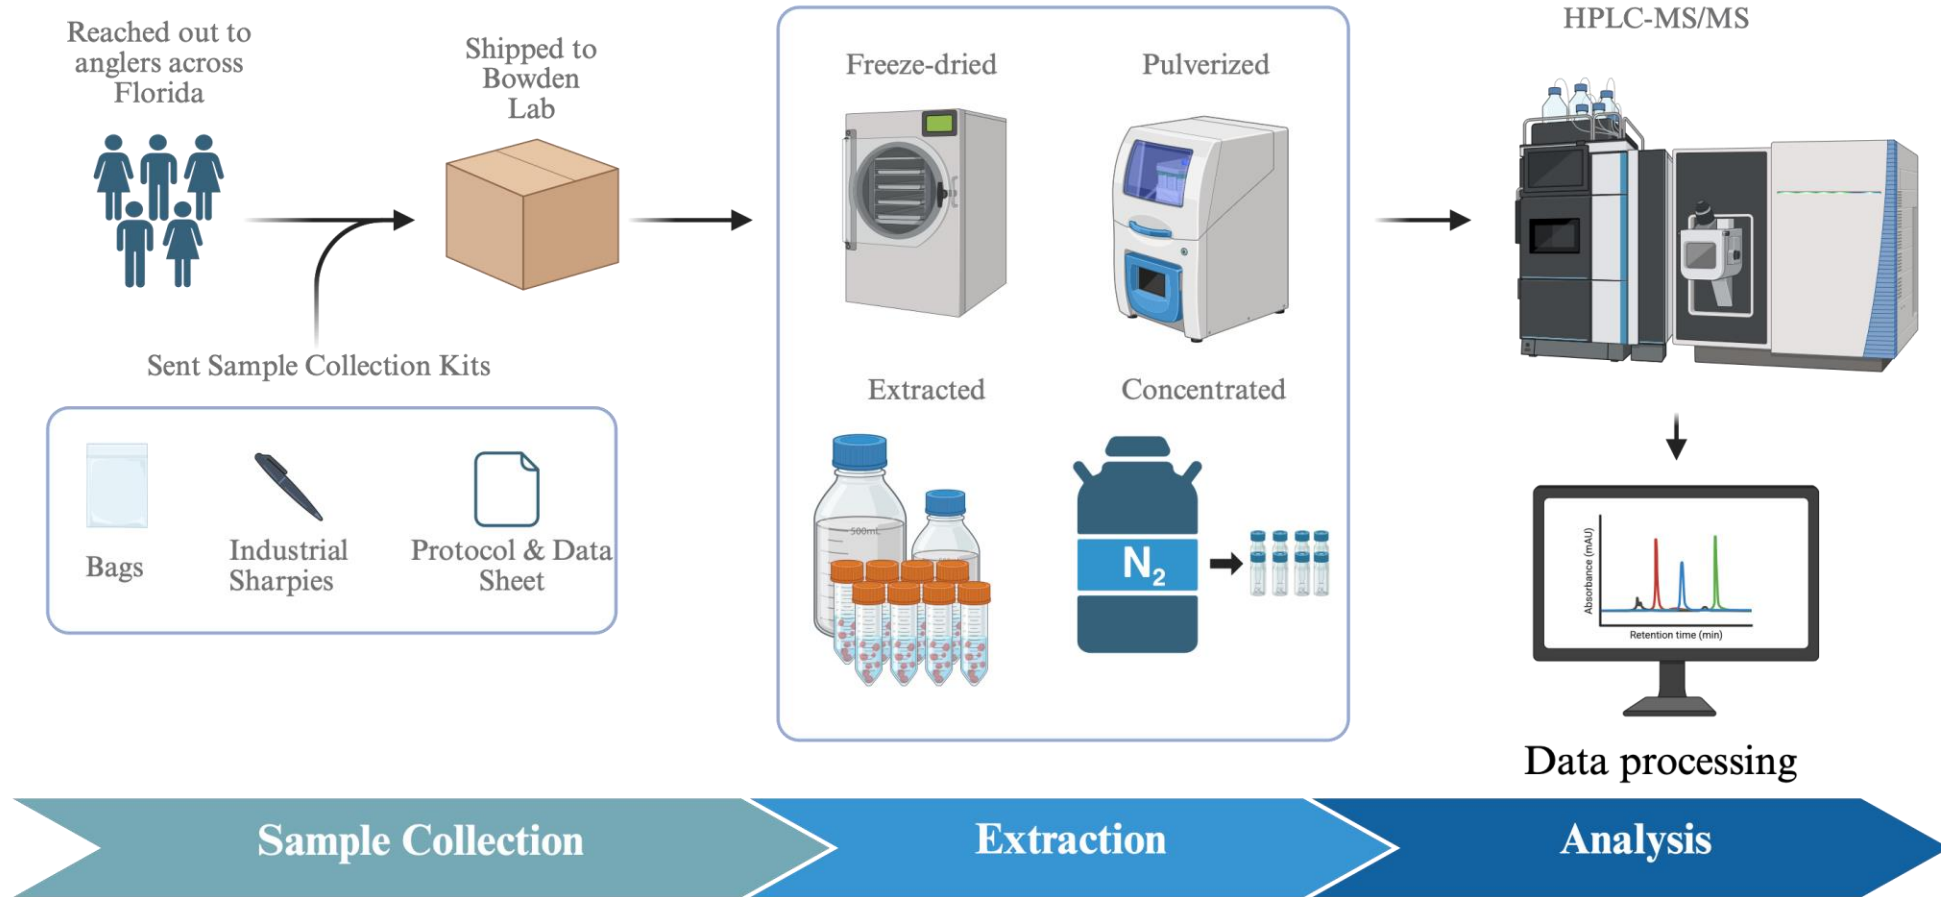 Reached out to
anglers across
Florida
Shipped to
Bowden
Lab
Sent Sample Collection Kits
Bags
Industrial
Sharpies
Protocol & Data
Sheet
Freeze-dried
Pulverized
Extracted
Concentrated
500mL
N₂
HPLC-MS/MS
Absorbance (mAU)
Retention time (min)
Data processing
Sample Collection
Extraction
Analysis